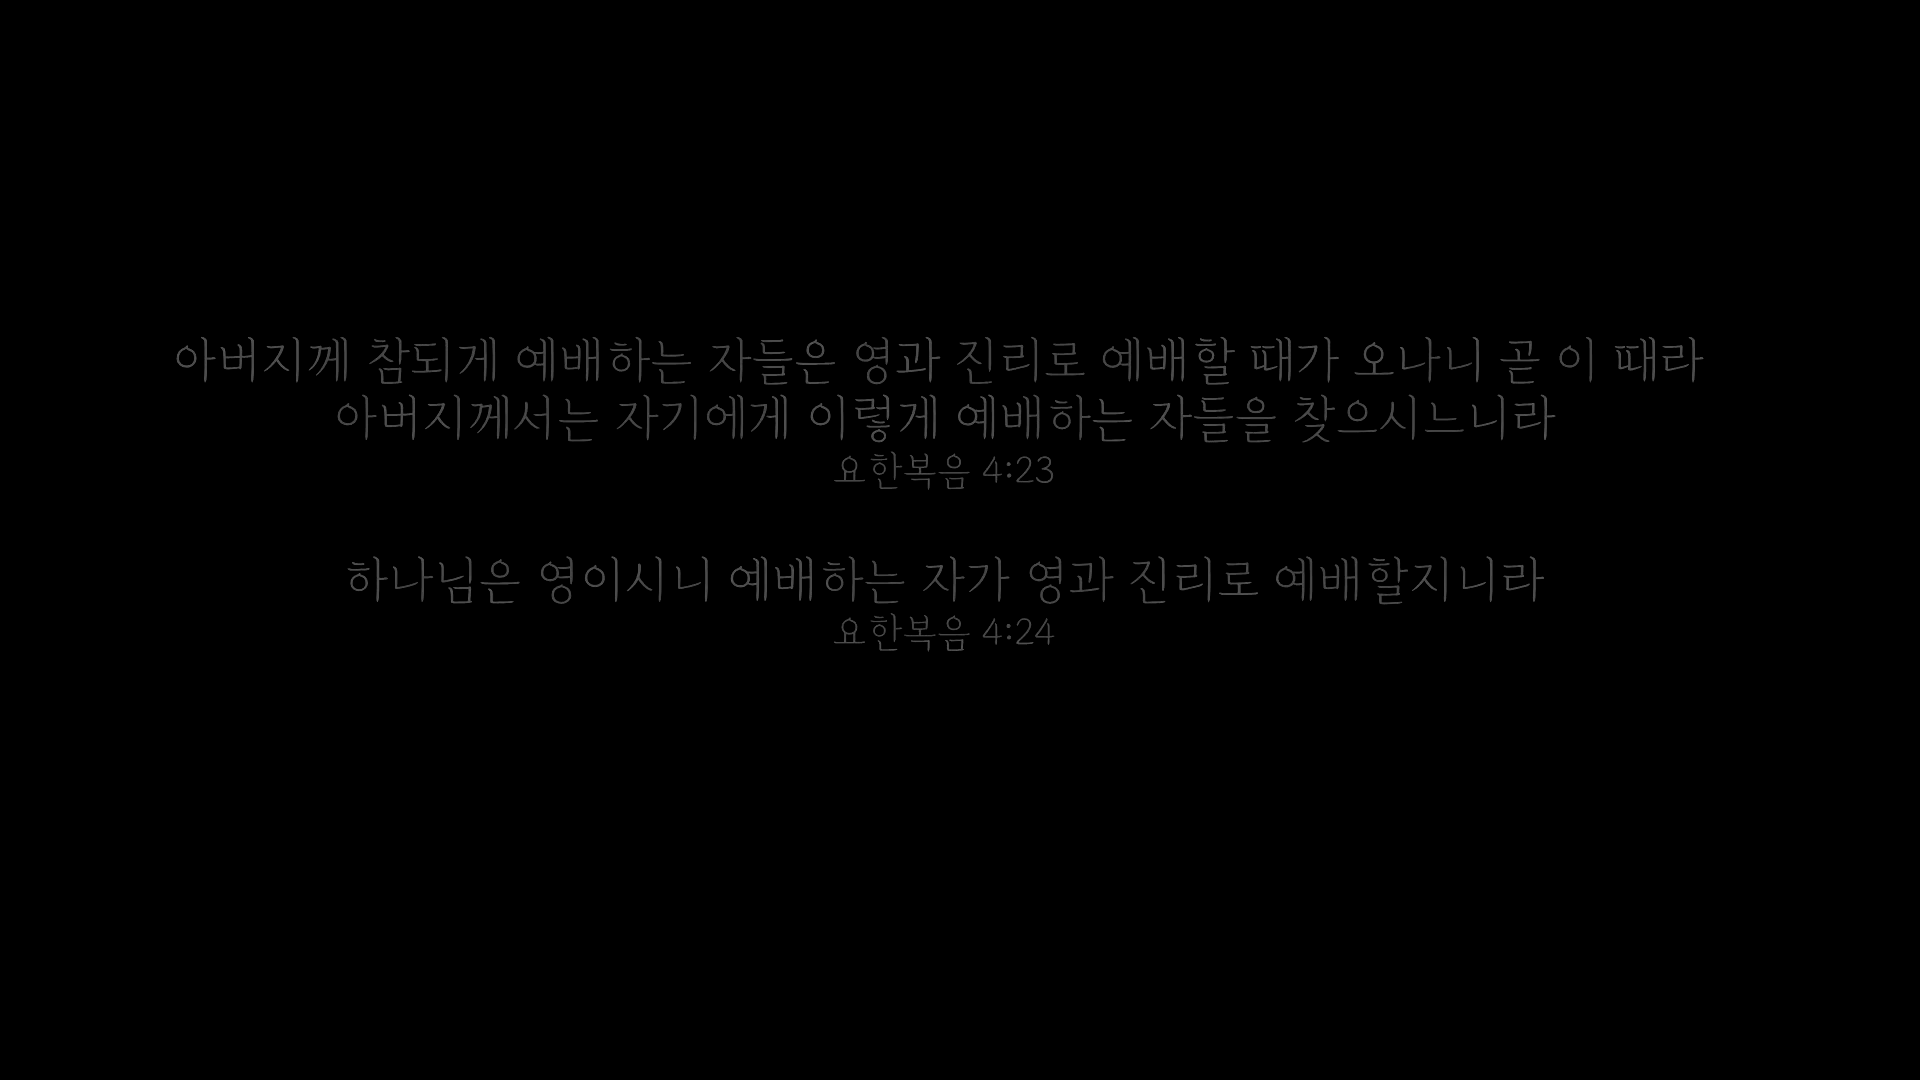 아버지께 참되게 예배하는 자들은 영과 진리로 예배할 때가 오나니 곧 이 때라
아버지께서는 자기에게 이렇게 예배하는 자들을 찾으시느니라
요한복음 4:23
하나님은 영이시니 예배하는 자가 영과 진리로 예배할지니라
요한복음 4:24